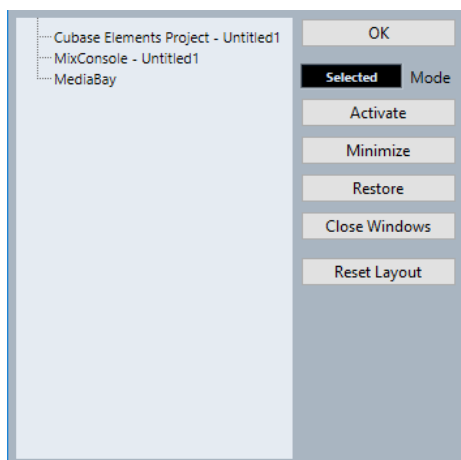 Cubase Elements Project - Untitled1
MixConsole - Untitled1
MediaBay
OK
Selected Mode
Activate
Minimize
Restore
Close Windows
Reset Layout